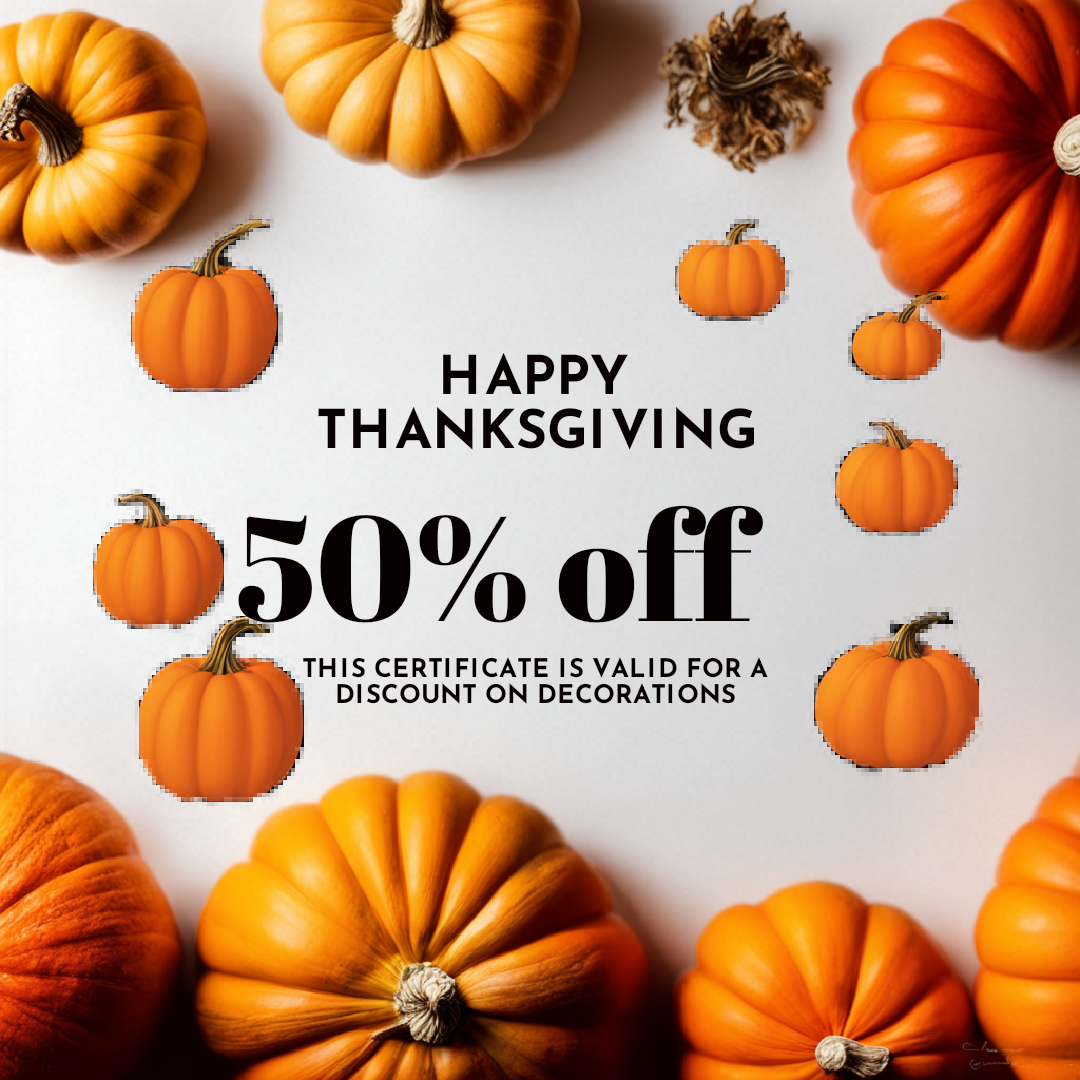 HAPPY
THANKSGIVING
50% off
THIS CERTIFICATE IS VALID FOR A
DISCOUNT ON DECORATIONS